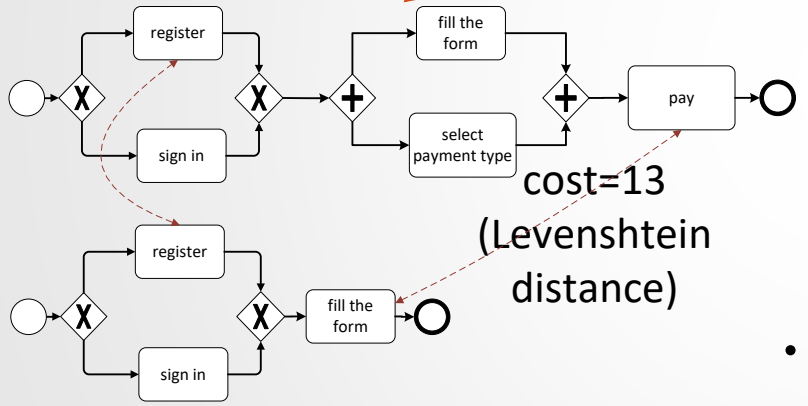 register
fill the
form
X
X
+
+
pay
sign in
select
payment type
cost=13
(Levenshtein
distance)
register
X
X
fill the
form
sign in
•